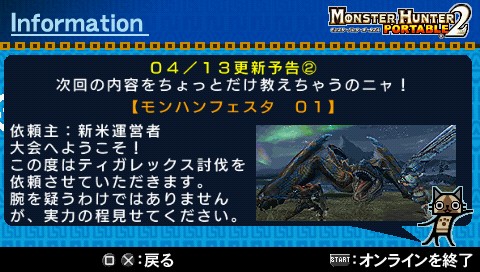 Information
MONSTER HUNTER
PORTABLE 2
04/13更新予告②
次回の内容をちょっとだけ教えちゃうのニャ！
【モンハンフェスタ 01】
依頼主：新米運営者
大会へようこそ！
この度はティガレックス討伐を
依頼させていただきます。
腕を疑うわけではありません
が、実力の程見せてください。
□ ×:戻る
START:オンラインを終了